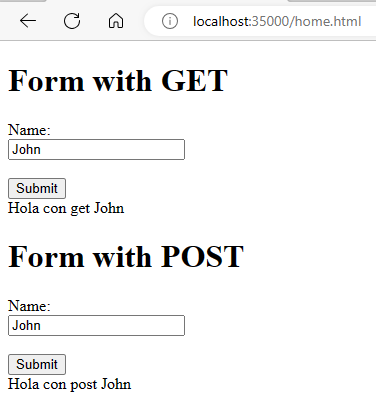 localhost:35000/home.html
Form with GET
Name:
John
Submit
Hola con get John
Form with POST
Name:
John
Submit
Hola con post John